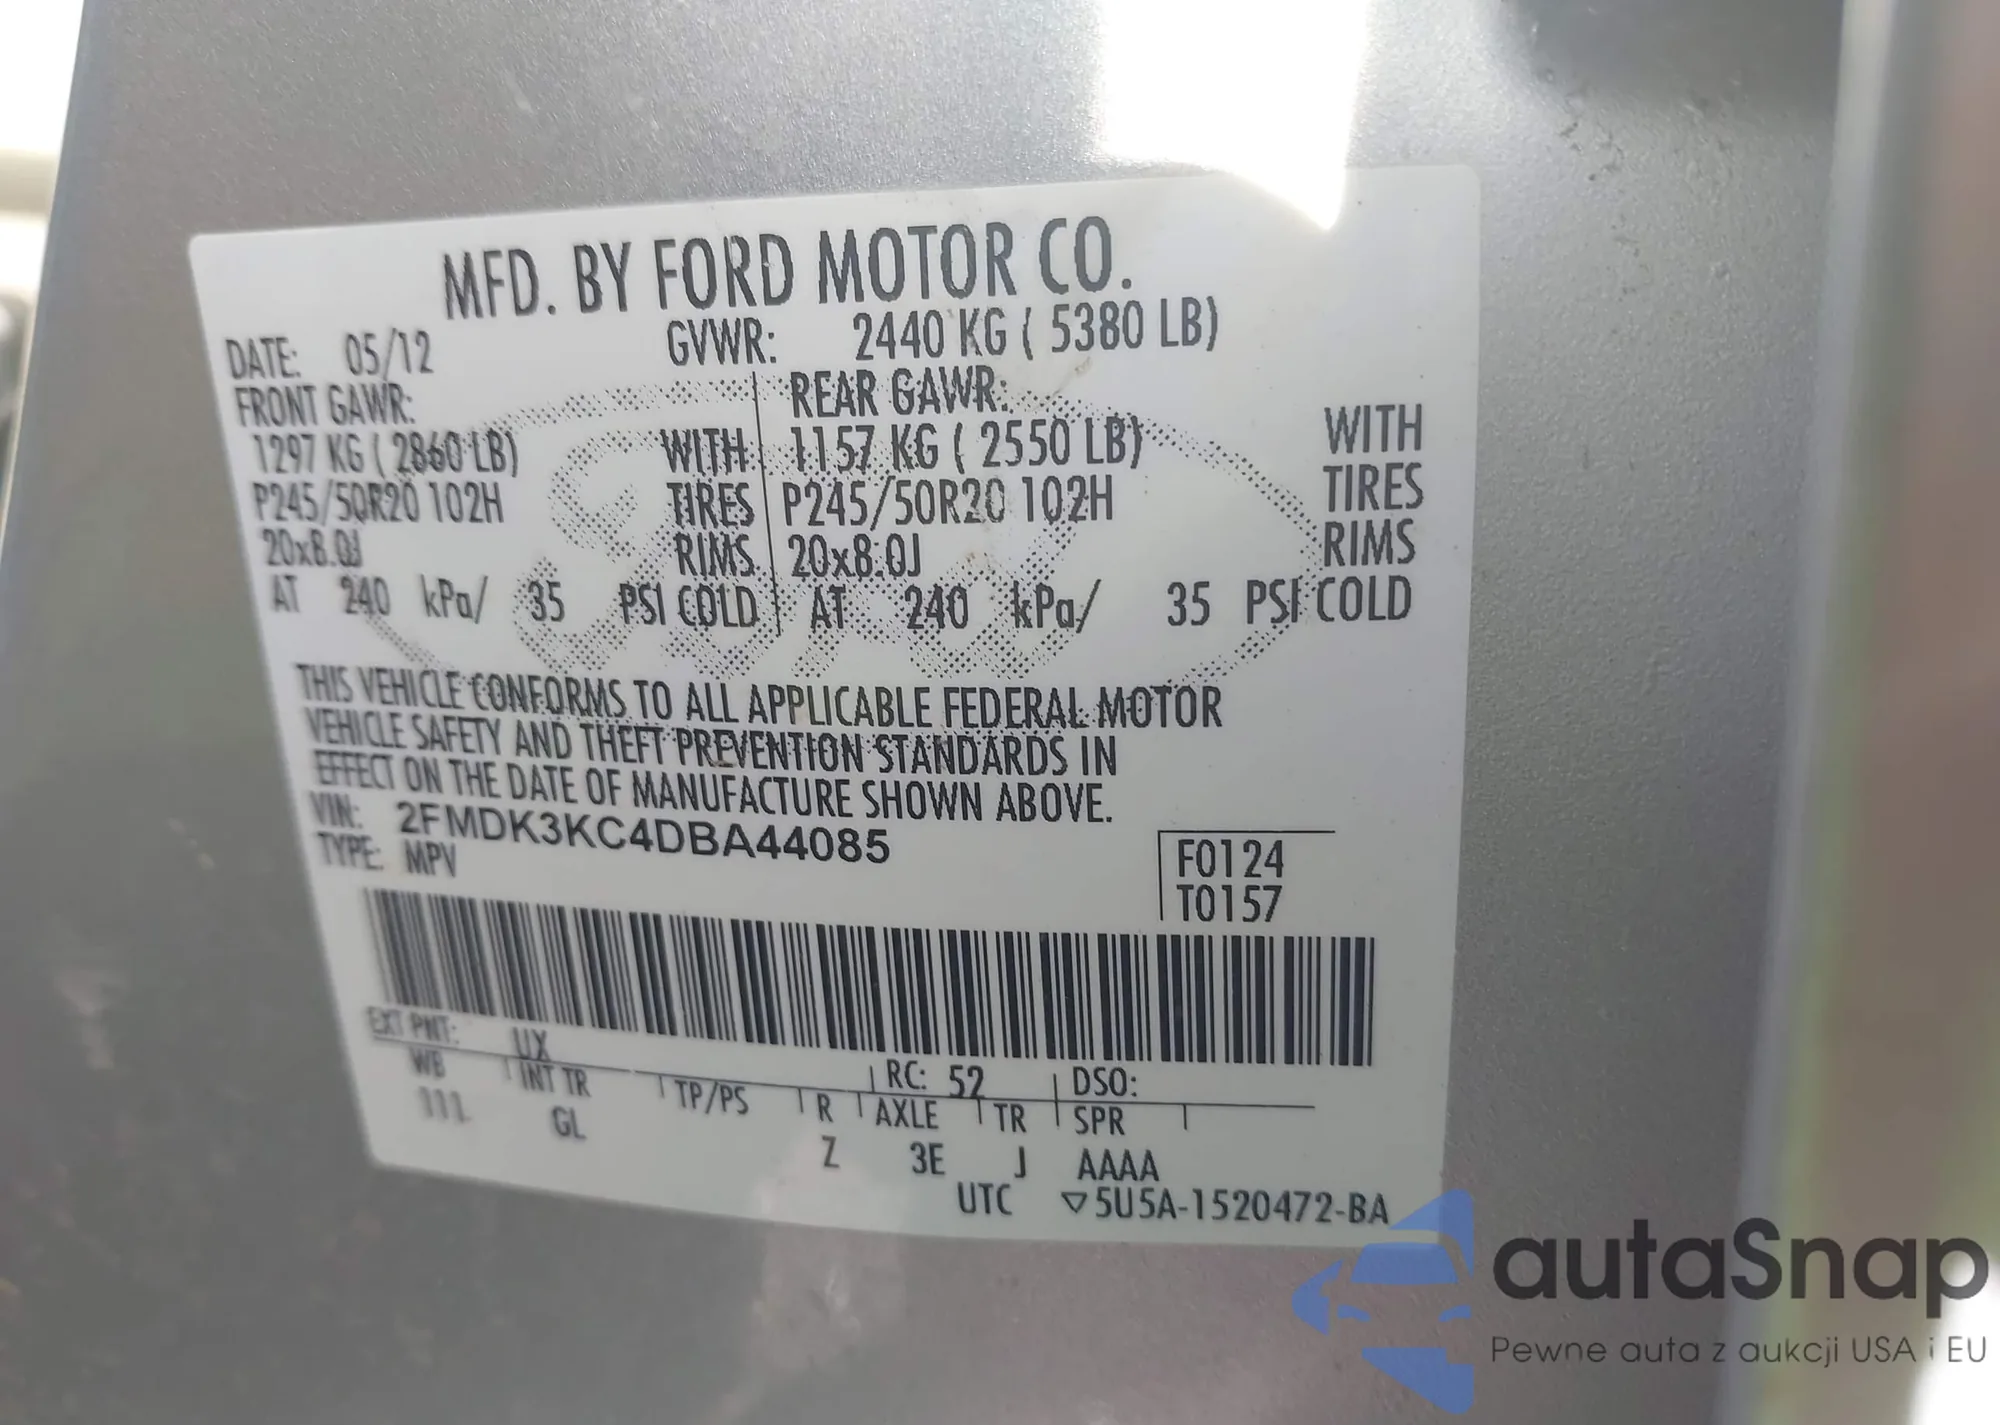 MFD. BY FORD MOTOR CO.
DATE: 05/12 GVWR: 2440 KG ( 5380 LB)
FRONT GAWR: REAR GAWR:
1297 KG ( 2860 LB) WITH 1157 KG ( 2550 LB) WITH
P245/50R20 102H TIRES P245/50R20 102H TIRES
20x8.0J RIMS 20x8.0J RIMS
AT 240 kPa/ 35 PSI COLD AT 240 kPa/ 35 PSI COLD
THIS VEHICLE CONFORMS TO ALL APPLICABLE FEDERAL MOTOR
VEHICLE SAFETY AND THEFT PREVENTION STANDARDS IN
EFFECT ON THE DATE OF MANUFACTURE SHOWN ABOVE.
VIN: 2FMDK3KC4DBA44085
TYPE: MPV
F0124
T0157
EXT PNT: UX RC: 52 DSO:
WB INT TR TP/PS R AXLE TR SPR
111 GL Z 3E J AAAA
UTC ▽5U5A-1520472-BA
autaSnap
Pewne auta z aukcji USA i EU